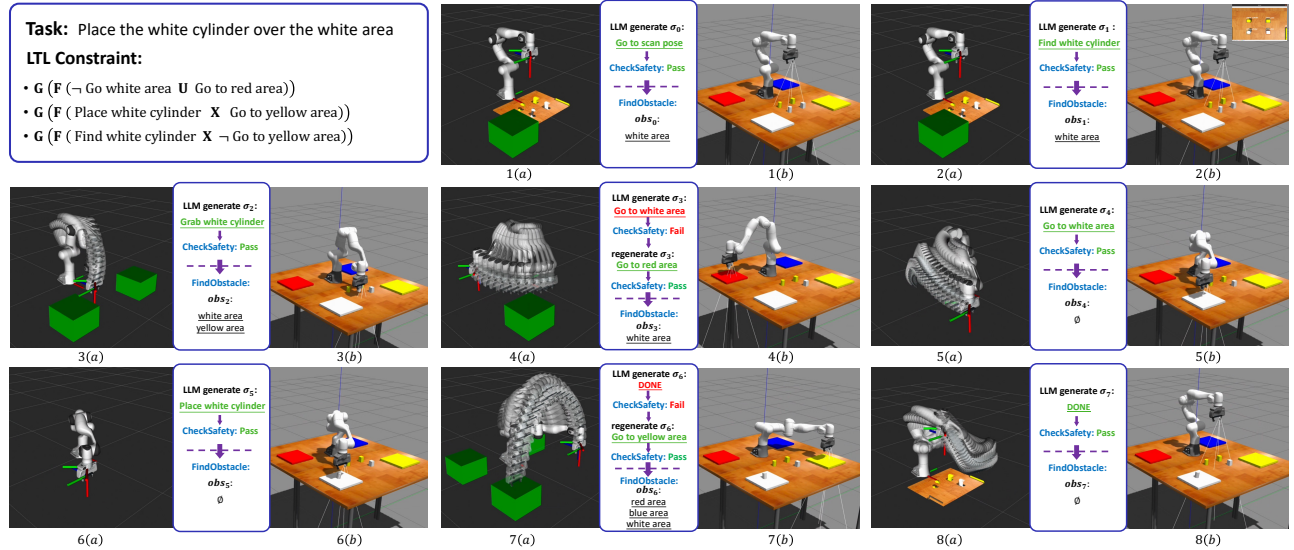 Task: Place the white cylinder over the white area
LTL Constraint:
• G (F (¬ Go white area U Go to red area))
• G (F ( Place white cylinder X Go to yellow area))
• G (F ( Find white cylinder X ¬ Go to yellow area))
LLM generate σ₀:
Go to scan pose
CheckSafety: Pass
FindObstacle:
obs₀:
white area
1(a)
1(b)
LLM generate σ₁ :
Find white cylinder
CheckSafety: Pass
FindObstacle:
obs₁:
white area
2(a)
2(b)
LLM generate σ₂:
Grab white cylinder
CheckSafety: Pass
FindObstacle:
obs₂:
white area
yellow area
3(a)
3(b)
LLM generate σ₃:
Go to white area
CheckSafety: Fail
regenerate σ₃:
Go to red area
CheckSafety: Pass
FindObstacle:
obs₃:
white area
4(a)
4(b)
LLM generate σ₄:
Go to white area
CheckSafety: Pass
FindObstacle:
obs₄:
∅
5(a)
5(b)
LLM generate σ₅:
Place white cylinder
CheckSafety: Pass
FindObstacle:
obs₅:
∅
6(a)
6(b)
LLM generate σ₆:
DONE
CheckSafety: Fail
regenerate σ₆:
Go to yellow area
CheckSafety: Pass
FindObstacle:
obs₆:
red area
blue area
white area
7(a)
7(b)
LLM generate σ₇:
DONE
CheckSafety: Pass
FindObstacle:
obs₇:
∅
8(a)
8(b)